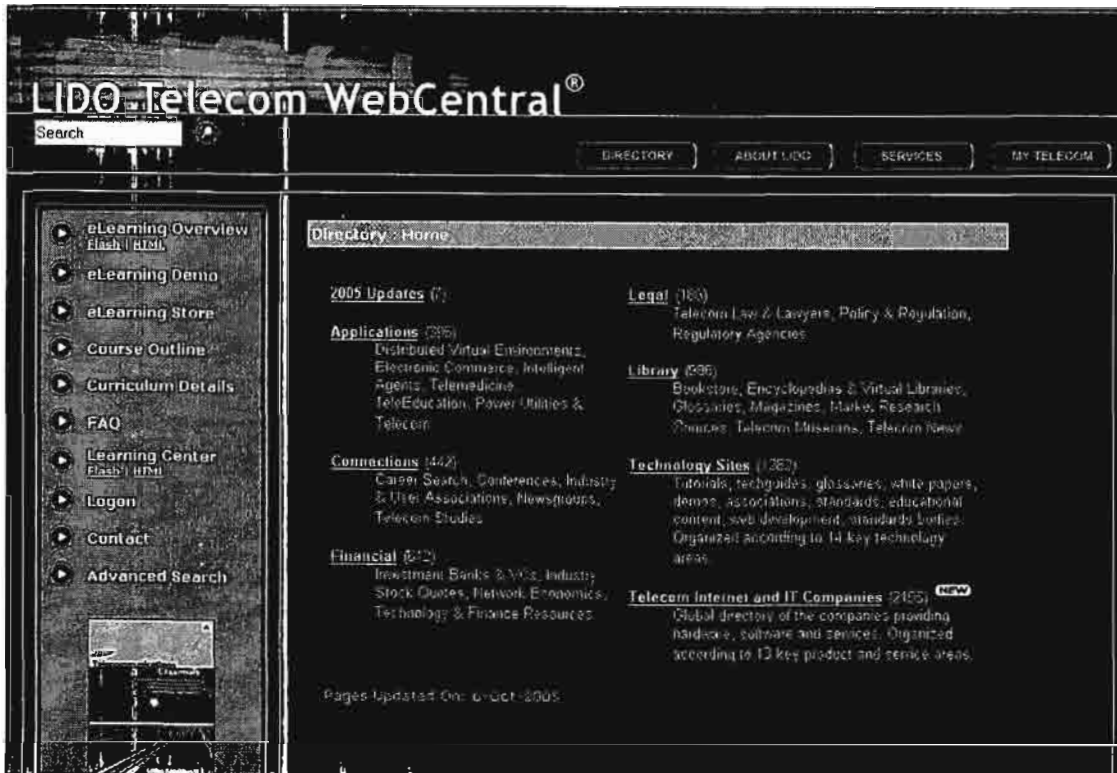 LIDO Telecom WebCentral®
Search
DIRECTORY
ABOUT LIDO
SERVICES
MY TELECOM
eLearning Overview
Flash | HTML
eLearning Demo
eLearning Store
Course Outline
Curriculum Details
FAQ
Learning Center
Flash | HTML
Logon
Contact
Advanced Search
Directory : Home
2005 Updates (7)
Applications
Distributed Virtual Environments,
Electronic Commerce, Intelligent
Agents, Telemedicine,
TeleEducation, Power Utilities &
Telecom
Connections (442)
Career Search, Conferences, Industry
& User Associations, Newsgroups,
Telecom Studies
Financial
Investment Banks & VCs, Industry
Stock Quotes, Network Economics,
Technology & Finance Resources
Legal
Telecom Law & Lawyers, Policy & Regulation,
Regulatory Agencies
Library
Bookstore, Encyclopedias & Virtual Libraries,
Glossaries, Magazines, Market Research
Sources, Telecom Museums, Telecom News
Technology Sites
Tutorials, techguides, glossaries, white papers,
demos, associations, standards, educational
content, web development, standards bodies.
Organized according to 14 key technology
areas.
Telecom Internet and IT Companies NEW
Global directory of the companies providing
hardware, software and services. Organized
according to 13 key product and service areas.
Pages Updated On: 6-Oct-2005